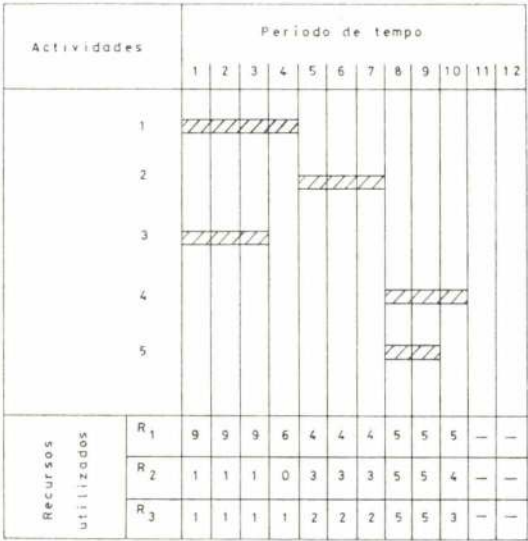 Actividades
Período de tempo
1 2 3 4 5 6 7 8 9 10 11 12
1
2
3
4
5
Recursos utilizados
R1 9 9 9 6 4 4 4 5 5 5 — —
R2 1 1 1 0 3 3 3 5 5 4 — —
R3 1 1 1 1 2 2 2 5 5 3 — —